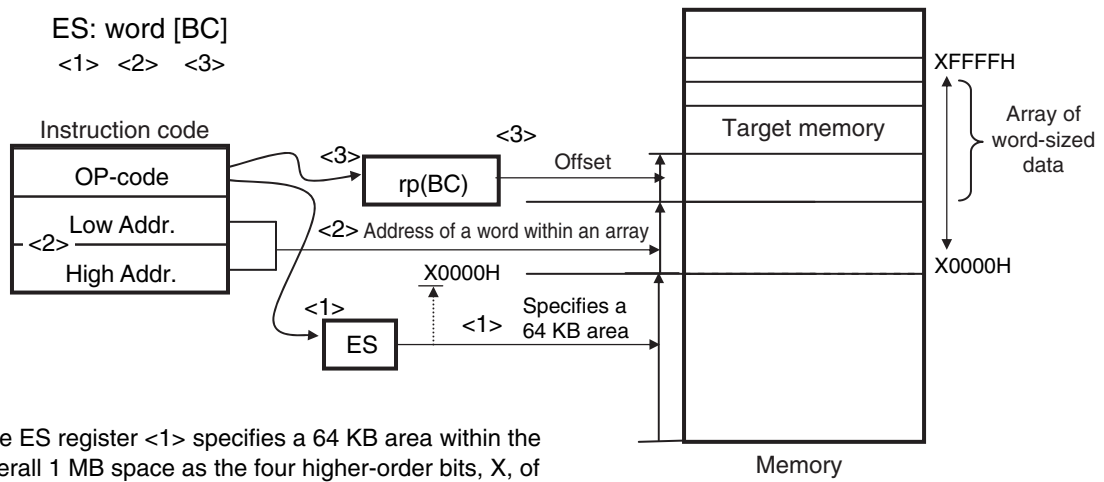 ES: word [BC]
<1> <2> <3>
Instruction code
OP-code
Low Addr.
<2>
High Addr.
<3>
rp(BC)
<3>
Offset
<2> Address of a word within an array
X0000H
<1>
ES
<1>
Specifies a
64 KB area
Target memory
XFFFFH
Array of
word-sized
data
X0000H
Memory
ES register <1> specifies a 64 KB area within the
1 MB space as the four higher-order bits, X, of